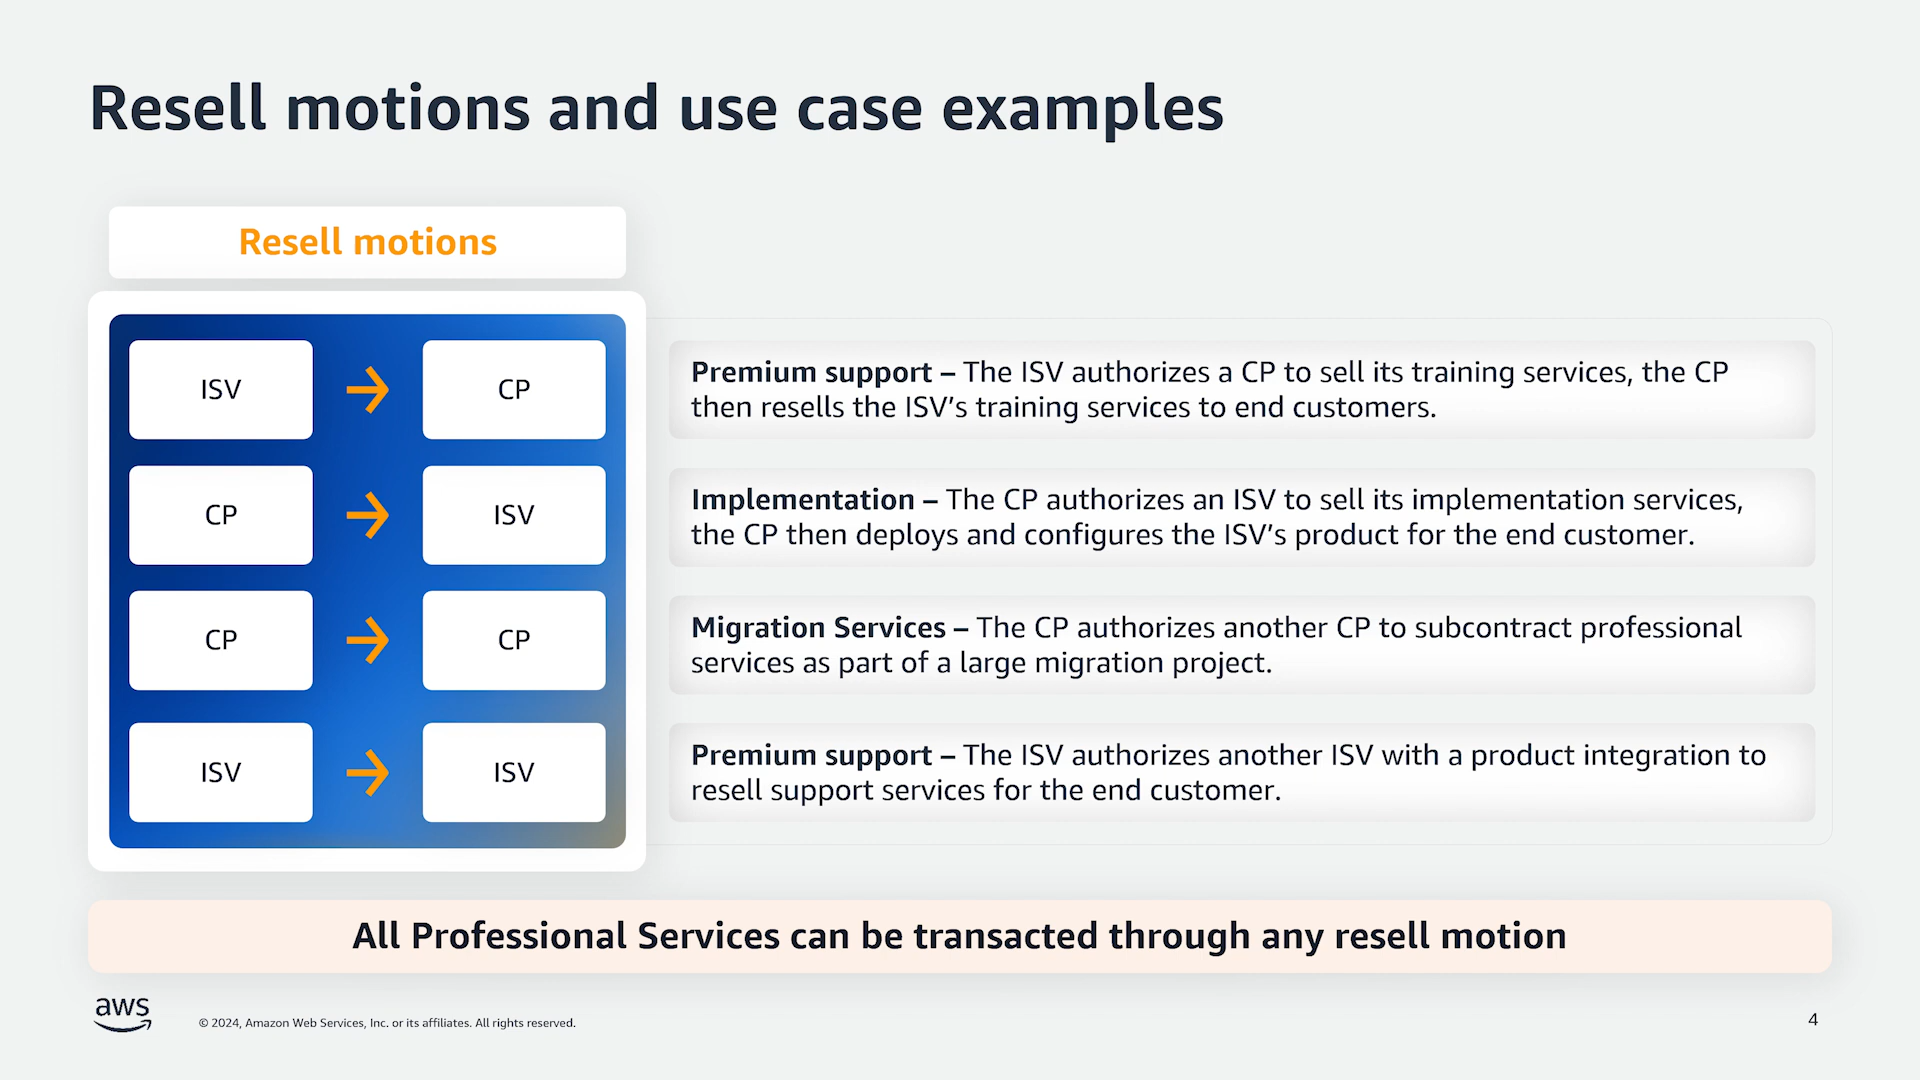 Resell motions and use case examples
Resell motions
ISV → CP
Premium support – The ISV authorizes a CP to sell its training services, the CP
then resells the ISV’s training services to end customers.
CP → ISV
Implementation – The CP authorizes an ISV to sell its implementation services,
the CP then deploys and configures the ISV’s product for the end customer.
CP → CP
Migration Services – The CP authorizes another CP to subcontract professional
services as part of a large migration project.
ISV → ISV
Premium support – The ISV authorizes another ISV with a product integration to
resell support services for the end customer.
All Professional Services can be transacted through any resell motion
aws
© 2024, Amazon Web Services, Inc. or its affiliates. All rights reserved.
4